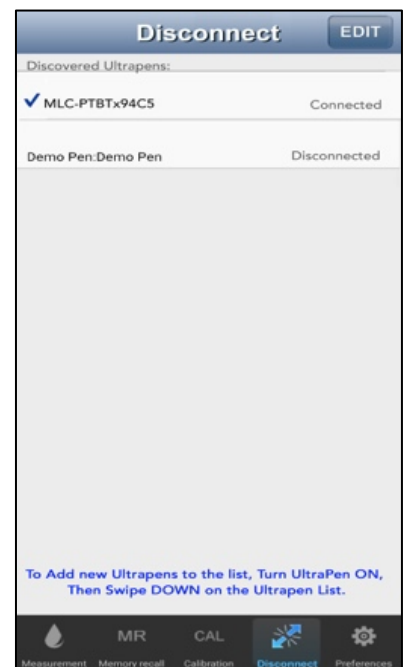 Disconnect EDIT
Discovered Ultrapens:
✓ MLC-PTBTx94C5 Connected
Demo Pen:Demo Pen Disconnected
To Add new Ultrapens to the list, Turn UltraPen ON,
Then Swipe DOWN on the Ultrapen List.
MR CAL
Measurement Memory recall Calibration Disconnect Preferences